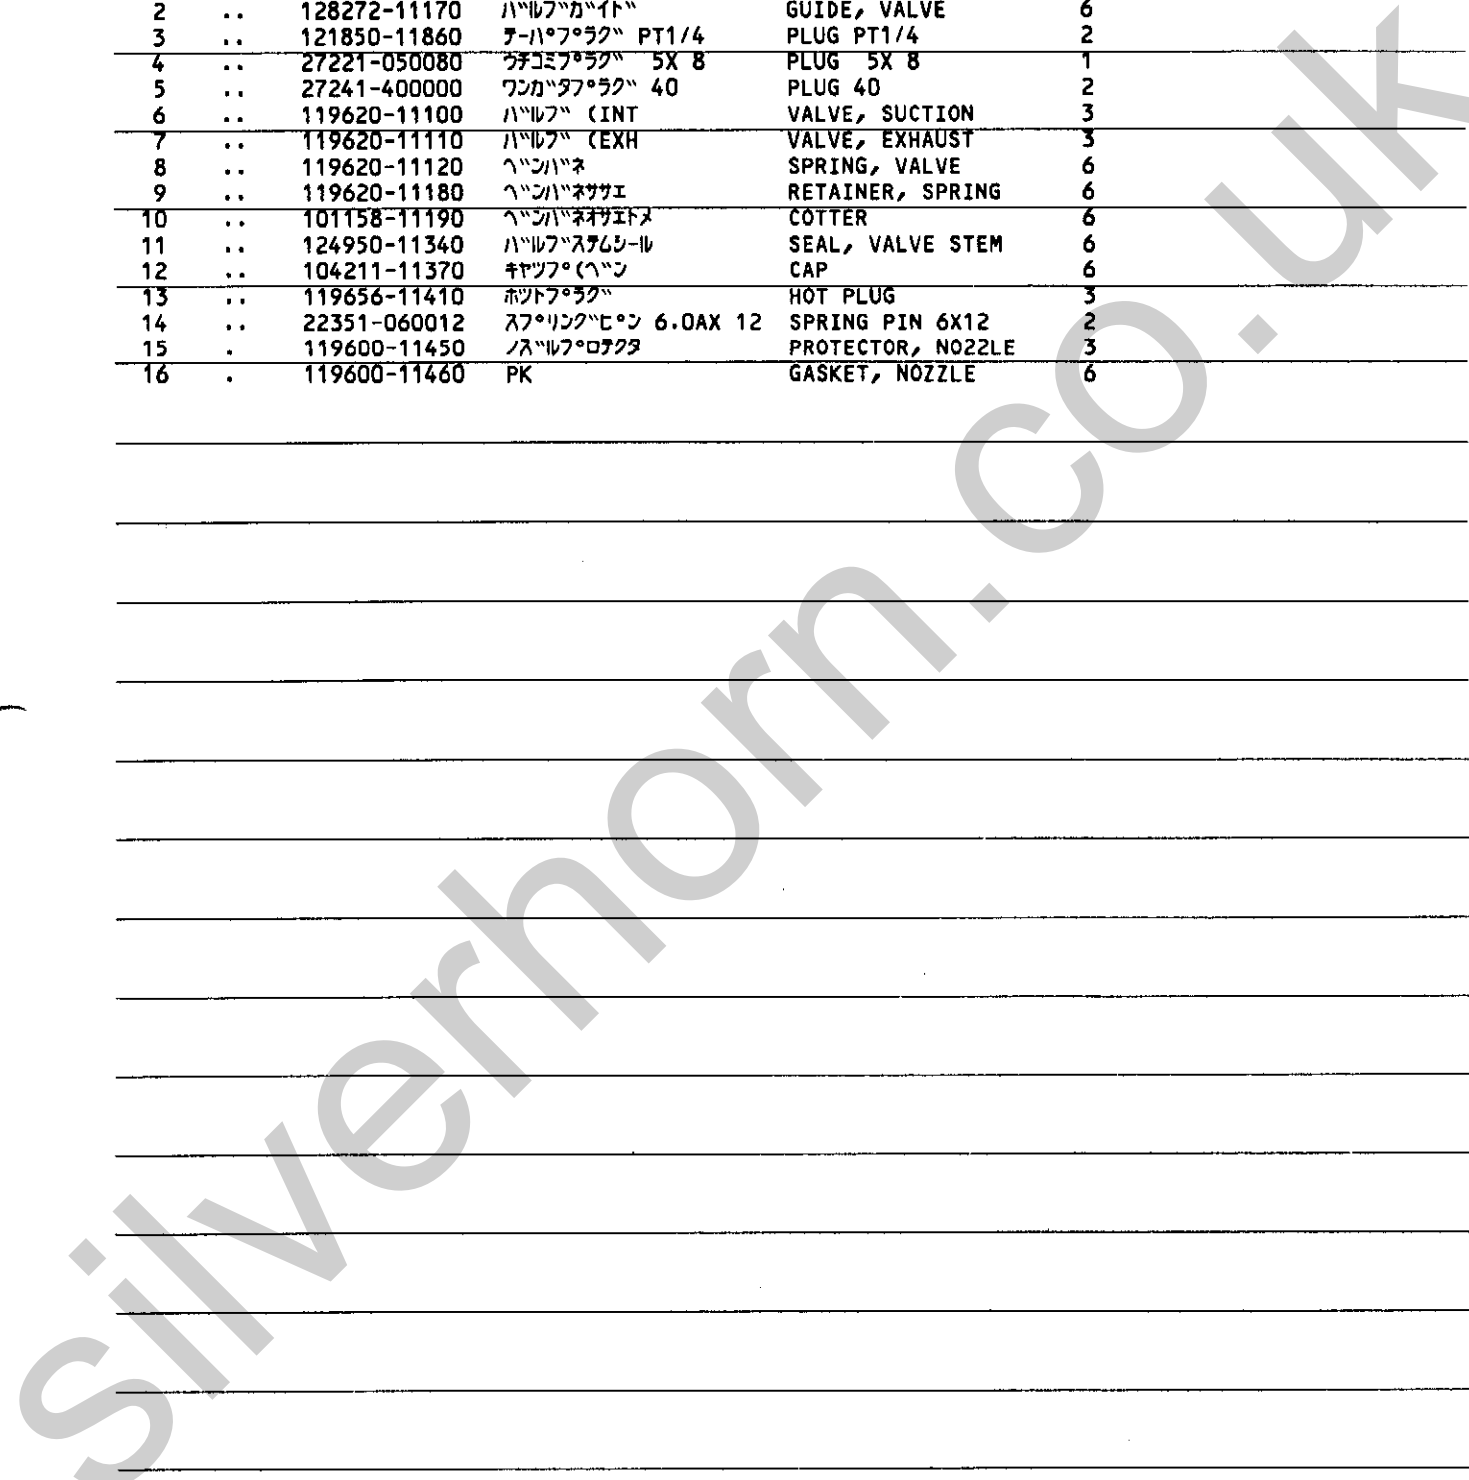 2 .. 128272-11170 バルブガイド GUIDE, VALVE 6
3 .. 121850-11860 テーパプラグ PT1/4 PLUG PT1/4 2
4 .. 27221-050080 ウチコミプラグ 5X 8 PLUG 5X 8 1
5 .. 27241-400000 ワンガタプラグ 40 PLUG 40 2
6 .. 119620-11100 バルブ (INT VALVE, SUCTION 3
7 .. 119620-11110 バルブ (EXH VALVE, EXHAUST 3
8 .. 119620-11120 ベンバネ SPRING, VALVE 6
9 .. 119620-11180 ベンバネササエ RETAINER, SPRING 6
10 .. 101158-11190 ベンバネオサエトメ COTTER 6
11 .. 124950-11340 バルブステムシール SEAL, VALVE STEM 6
12 .. 104211-11370 キヤツプ(ベン CAP 6
13 .. 119656-11410 ホツトプラグ HOT PLUG 3
14 .. 22351-060012 スプリングピン 6.0AX 12 SPRING PIN 6X12 2
15 . 119600-11450 ノズルプロテクタ PROTECTOR, NO22LE 3
16 . 119600-11460 PK GASKET, NOZZLE 6
silverhorn.co.uk